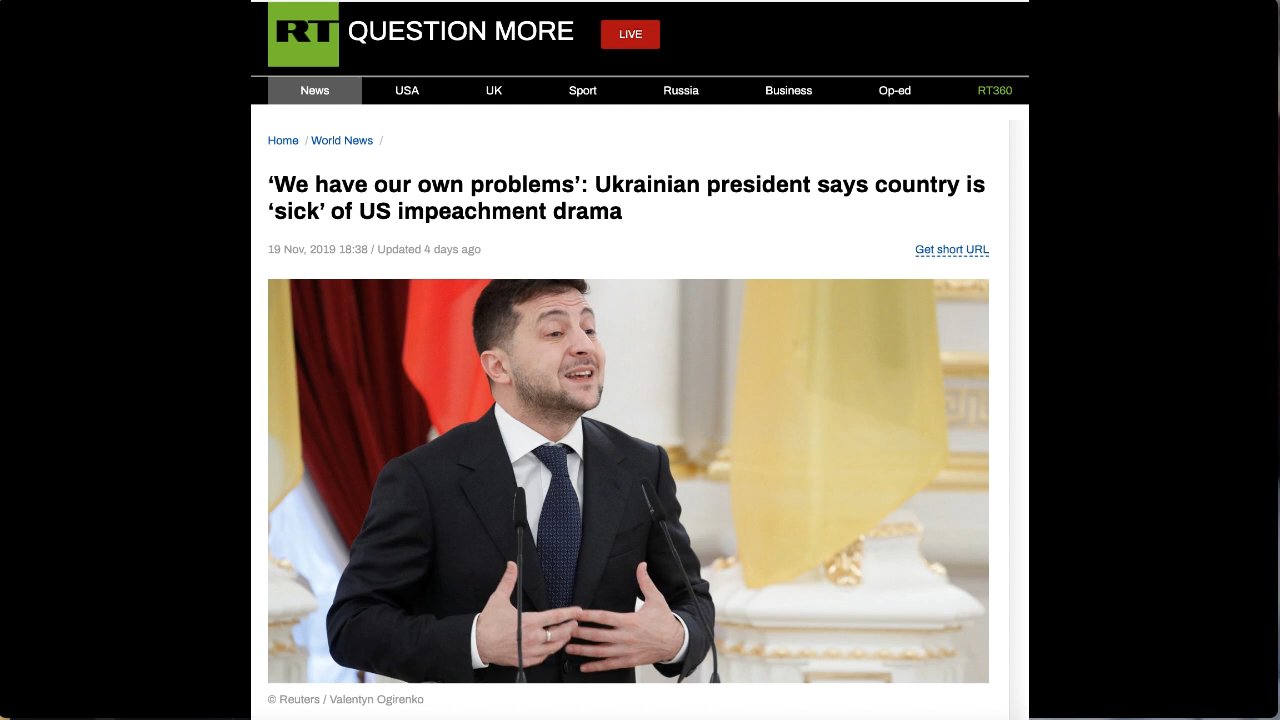 RT QUESTION MORE LIVE
News USA UK Sport Russia Business Op-ed RT360
Home / World News /
‘We have our own problems’: Ukrainian president says country is
‘sick’ of US impeachment drama
19 Nov, 2019 18:38 / Updated 4 days ago Get short URL
© Reuters / Valentyn Ogirenko